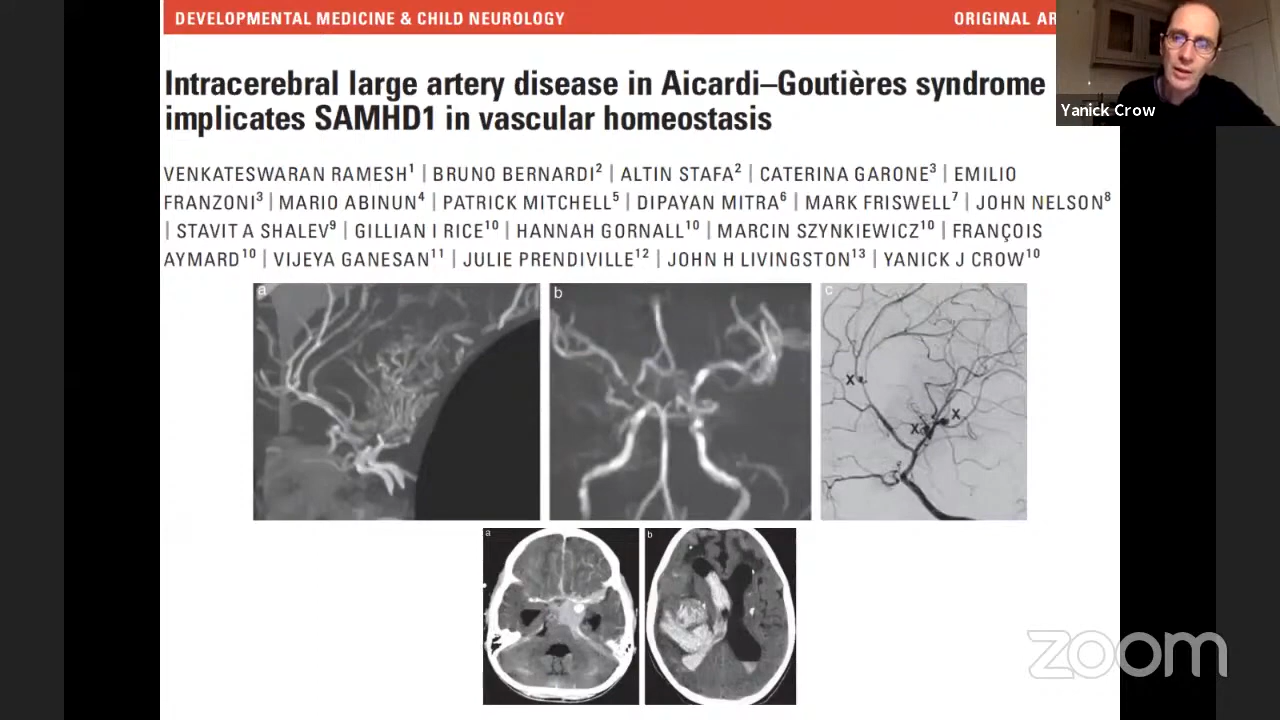 DEVELOPMENTAL MEDICINE & CHILD NEUROLOGY
ORIGINAL AR
Intracerebral large artery disease in Aicardi–Goutières syndrome
implicates SAMHD1 in vascular homeostasis
Yanick Crow
VENKATESWARAN RAMESH¹ | BRUNO BERNARDI² | ALTIN STAFA² | CATERINA GARONE³ | EMILIO
FRANZONI³ | MARIO ABINUN⁴ | PATRICK MITCHELL⁵ | DIPAYAN MITRA⁶ | MARK FRISWELL⁷ | JOHN NELSON⁸
| STAVIT A SHALEV⁹ | GILLIAN I RICE¹⁰ | HANNAH GORNALL¹⁰ | MARCIN SZYNKIEWICZ¹⁰ | FRANÇOIS
AYMARD¹⁰ | VIJEYA GANESAN¹¹ | JULIE PRENDIVILLE¹² | JOHN H LIVINGSTON¹³ | YANICK J CROW¹⁰
a
b
c
X
X
X
a
b
zoom